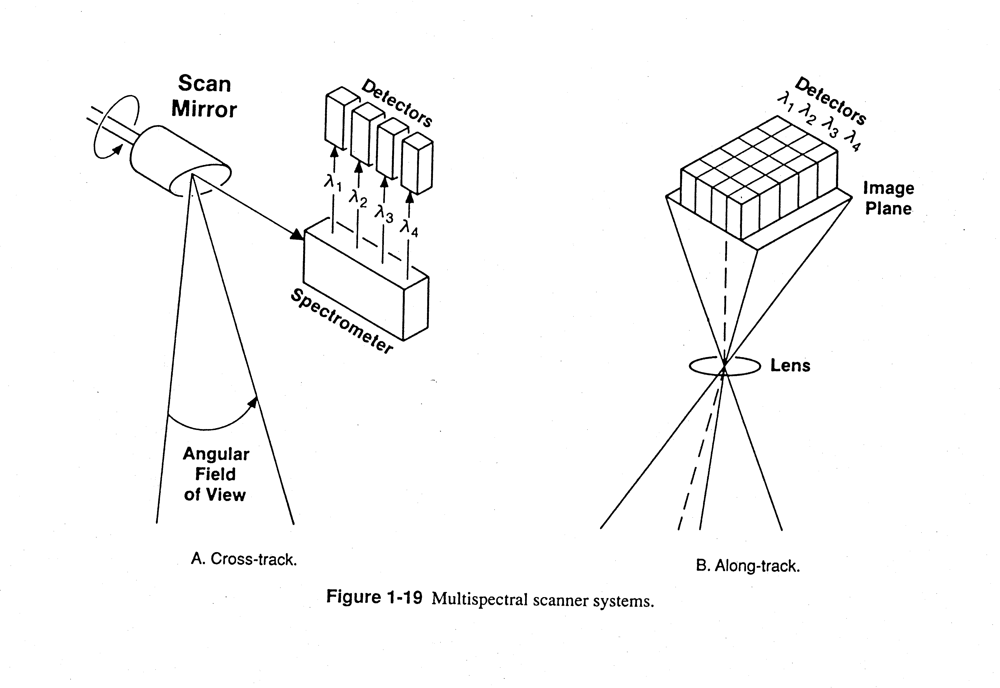 Scan
Mirror
Detectors
λ1
λ2
λ3
λ4
Spectrometer
Angular
Field
of View
A. Cross-track.
Detectors
λ1 λ2 λ3 λ4
Image
Plane
Lens
B. Along-track.
Figure 1-19 Multispectral scanner systems.